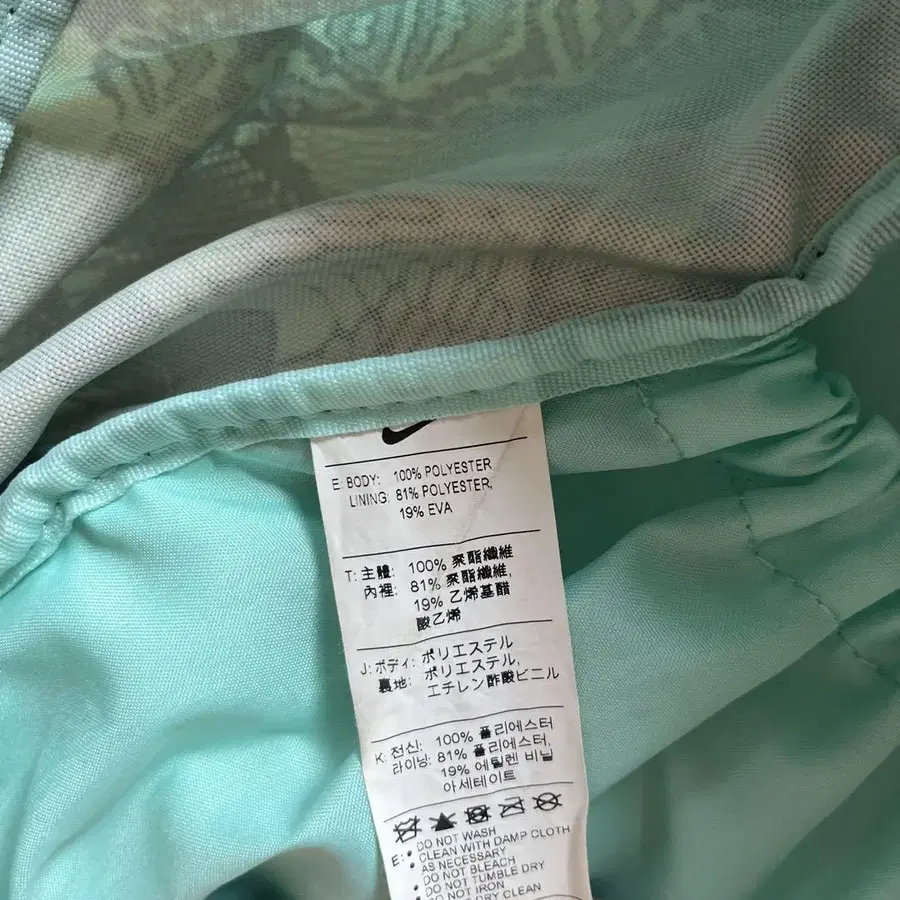 E: BODY: 100% POLYESTER
LINING: 81% POLYESTER,
19% EVA
T: 主體: 100% 聚酯纖維
內裡: 81% 聚酯纖維,
19% 乙烯基醋
酸乙烯
J: ボディ: ポリエステル
裏地: ポリエステル,
エチレン酢酸ビニル
K: 전신: 100% 폴리에스터
라이닝: 81% 폴리에스터,
19% 에틸렌 비닐
아세테이트
E: • DO NOT WASH
• CLEAN WITH DAMP CLOTH
• AS NECESSARY
• DO NOT BLEACH
• DO NOT TUMBLE DRY
• DO NOT IRON
DRY CLEAN